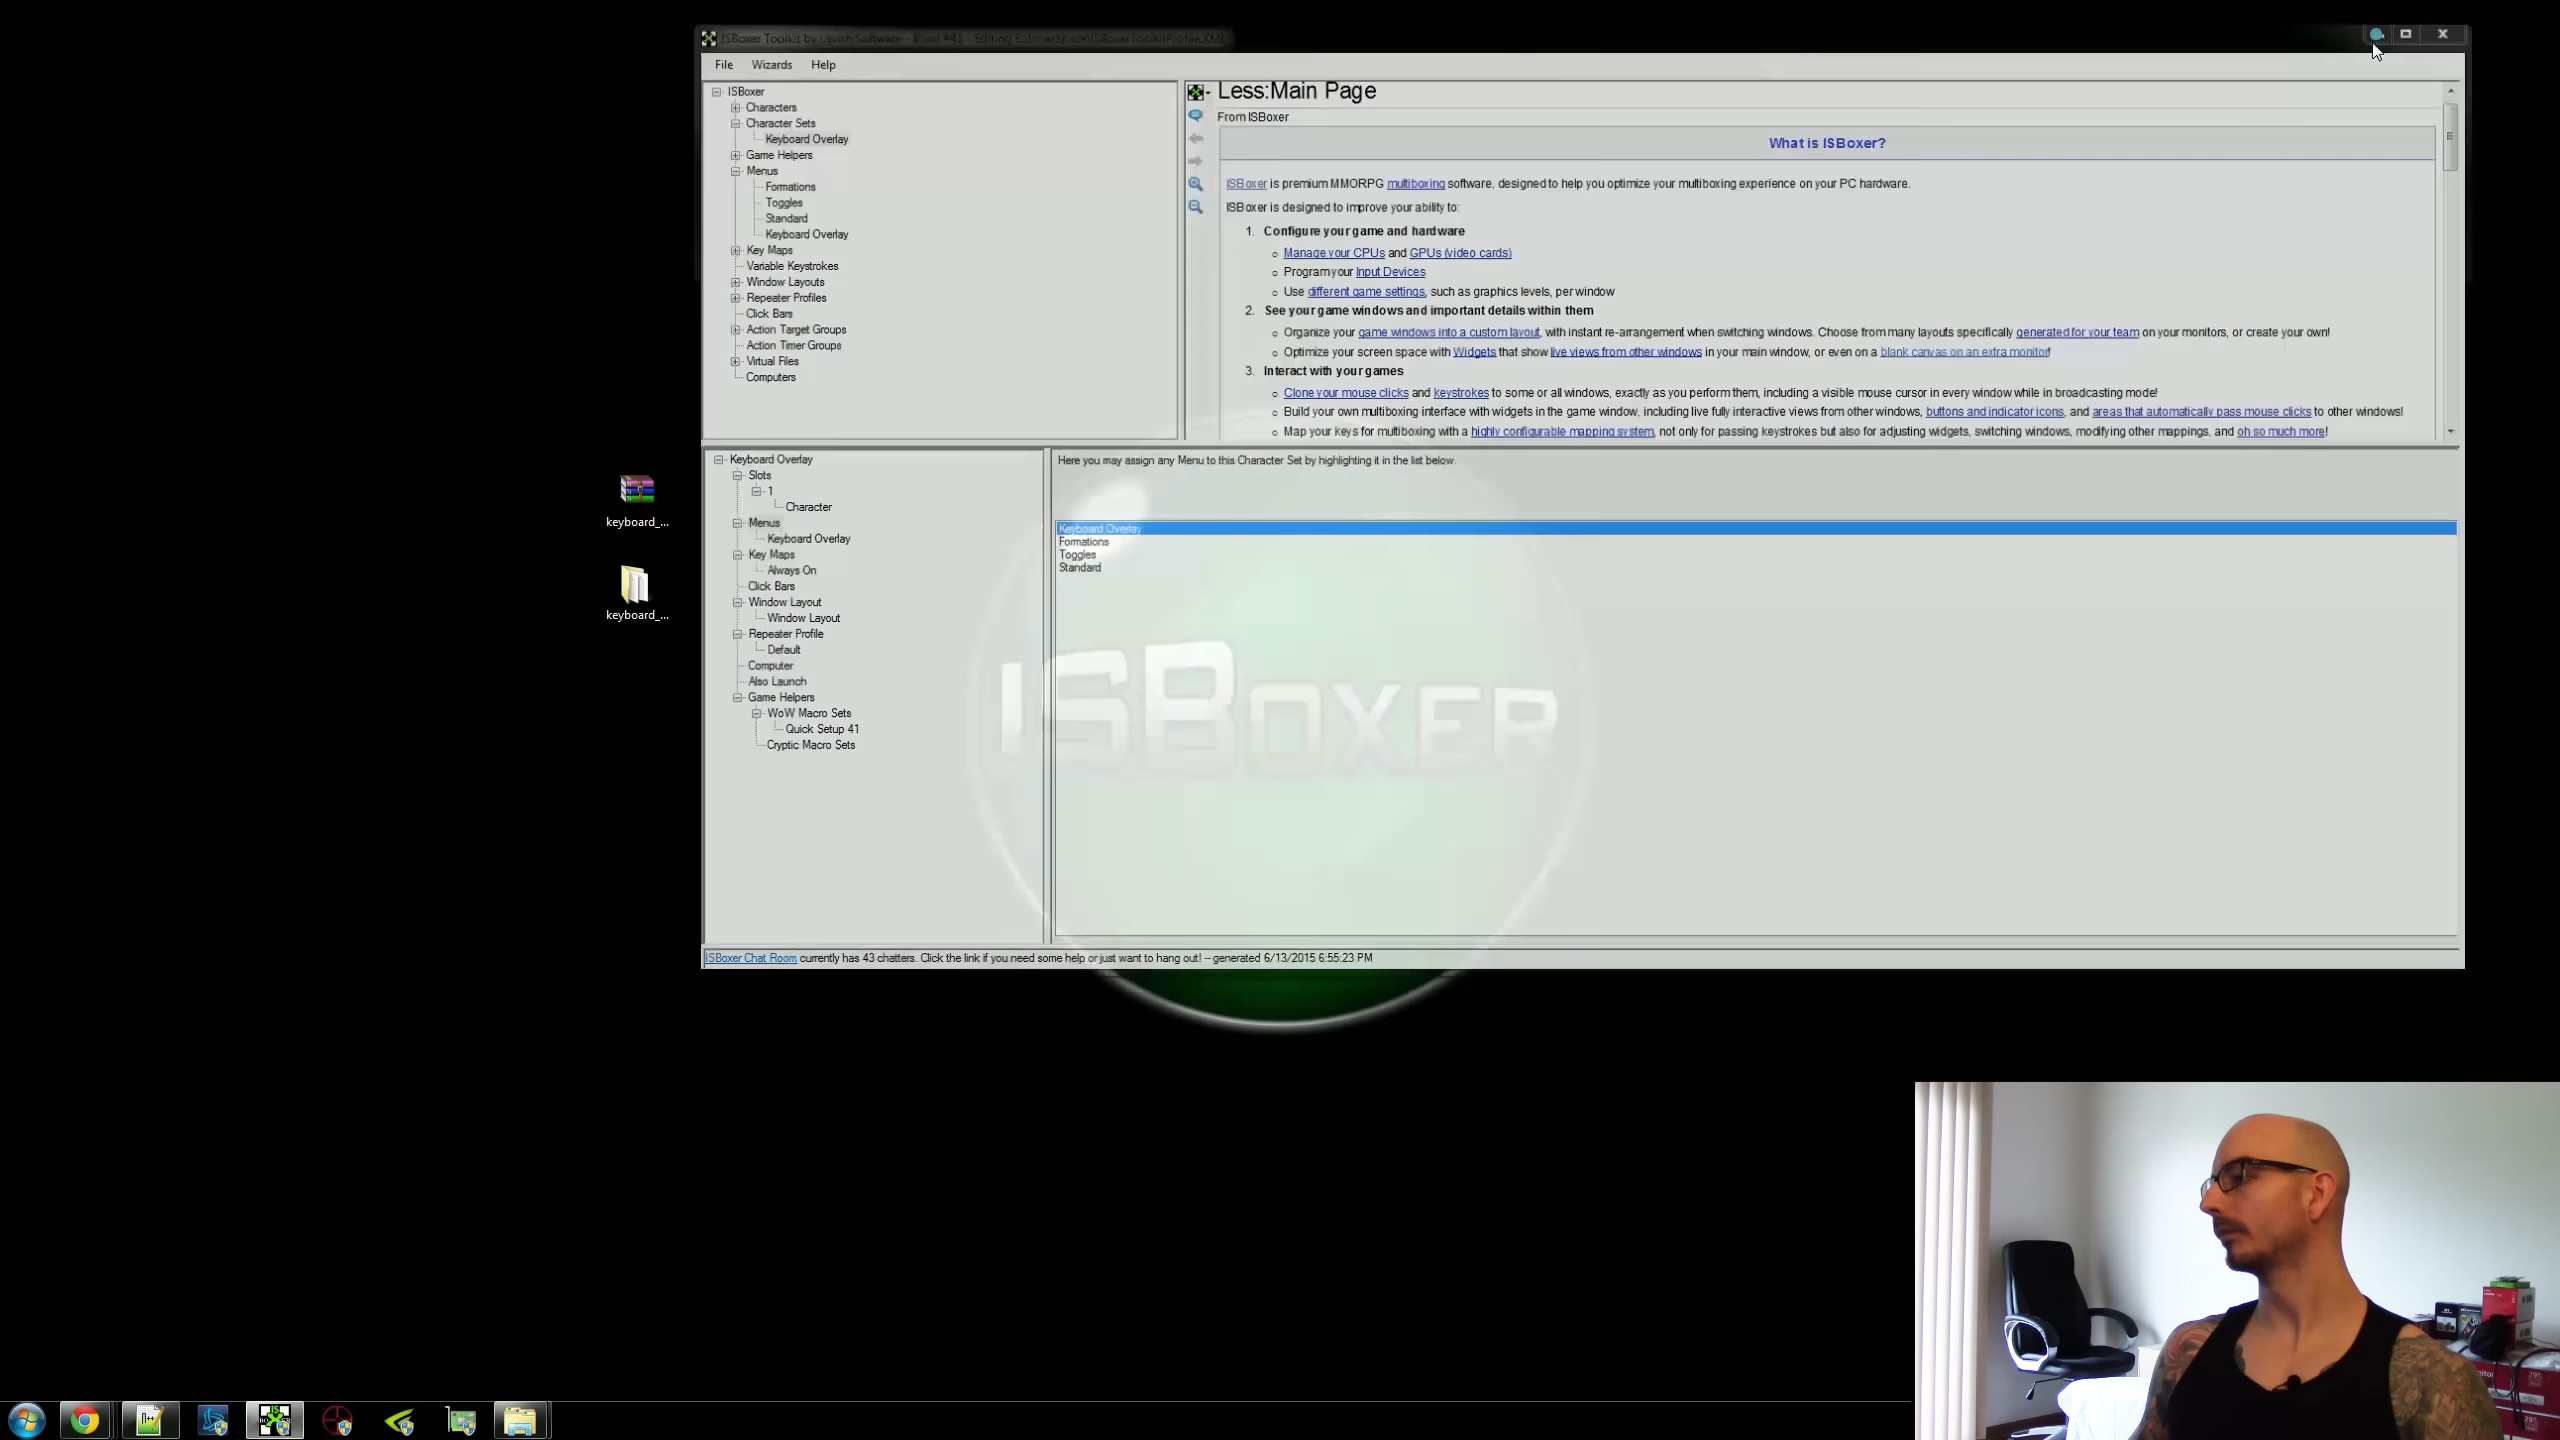 ISBoxer Toolkit by Lavish Software - Build #41 - Editing
File Wizards Help
ISBoxer
Characters
Character Sets
Keyboard Overlay
Game Helpers
Menus
Formations
Toggles
Standard
Keyboard Overlay
Key Maps
Variable Keystrokes
Window Layouts
Repeater Profiles
Click Bars
Action Target Groups
Action Timer Groups
Virtual Files
Computers
Less:Main Page
From ISBoxer
What is ISBoxer?
ISBoxer is premium MMORPG multiboxing software, designed to help you optimize your multiboxing experience on your PC hardware.
ISBoxer is designed to improve your ability to:
1. Configure your game and hardware
Manage your CPUs and GPUs (video cards)
Program your Input Devices
Use different game settings, such as graphics levels, per window
2. See your game windows and important details within them
Organize your game windows into a custom layout, with instant re-arrangement when switching windows. Choose from many layouts specifically generated for your team on your monitors, or create your own!
Optimize your screen space with Widgets that show live views from other windows in your main window, or even on a blank canvas on an extra monitor!
3. Interact with your games
Clone your mouse clicks and keystrokes to some or all windows, exactly as you perform them, including a visible mouse cursor in every window while in broadcasting mode!
Build your own multiboxing interface with widgets in the game window, including live fully interactive views from other windows, buttons and indicator icons, and areas that automatically pass mouse clicks to other windows!
Map your keys for multiboxing with a highly configurable mapping system, not only for passing keystrokes but also for adjusting widgets, switching windows, modifying other mappings, and oh so much more!
Keyboard Overlay
Slots
1
Character
Menus
Keyboard Overlay
Key Maps
Always On
Click Bars
Window Layout
Window Layout
Repeater Profile
Default
Computer
Also Launch
Game Helpers
WoW Macro Sets
Quick Setup 41
Cryptic Macro Sets
Here you may assign any Menu to this Character Set by highlighting it in the list below.
Keyboard Overlay
Formations
Toggles
Standard
ISBOXER
keyboard_...
keyboard_...
ISBoxer Chat Room currently has 43 chatters. Click the link if you need some help or just want to hang out! -- generated 6/13/2015 6:55:23 PM